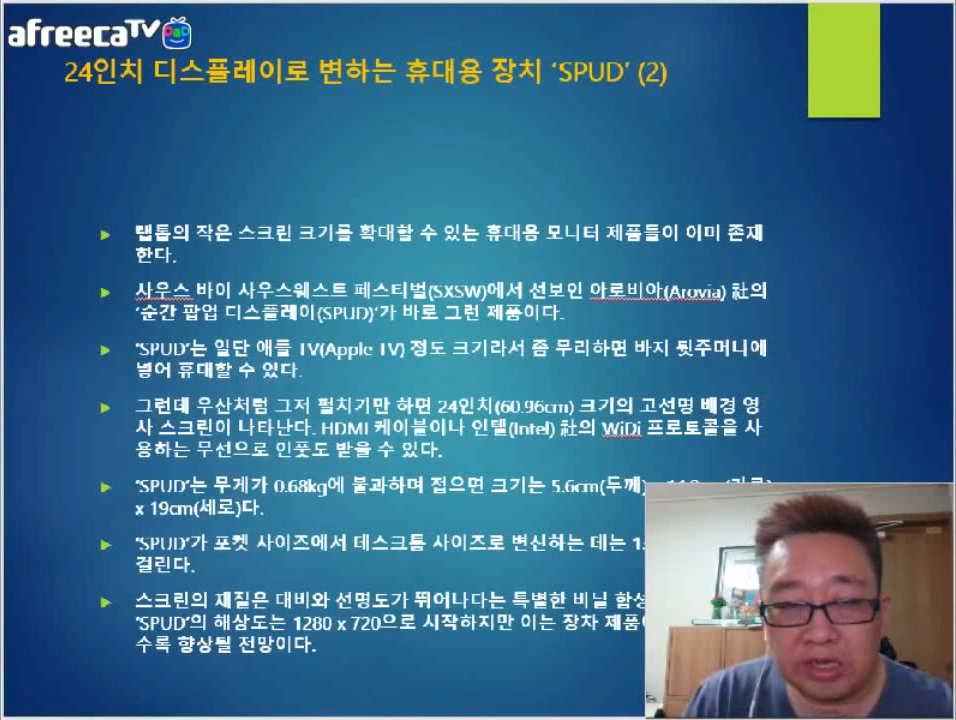 afreecaTV
24인치 디스플레이로 변하는 휴대용 장치 ‘SPUD’ (2)
랩톱의 작은 스크린 크기를 확대할 수 있는 휴대용 모니터 제품들이 이미 존재
한다.
사우스 바이 사우스웨스트 페스티벌(SXSW)에서 선보인 아로비아(Arovia) 社의
‘순간 팝업 디스플레이(SPUD)’가 바로 그런 제품이다.
‘SPUD’는 일단 애플 TV(Apple TV) 정도 크기라서 좀 무리하면 바지 뒷주머니에
넣어 휴대할 수 있다.
그런데 우산처럼 그저 펼치기만 하면 24인치(60.96cm) 크기의 고선명 배경 영
사 스크린이 나타난다. HDMI 케이블이나 인텔(Intel) 社의 WiDi 프로토콜을 사
용하는 무선으로 인풋도 받을 수 있다.
‘SPUD’는 무게가 0.68kg에 불과하며 접으면 크기는 5.6cm(두께)
x 19cm(세로)다.
‘SPUD’가 포켓 사이즈에서 데스크톱 사이즈로 변신하는 데는
걸린다.
스크린의 재질은 대비와 선명도가 뛰어나다는 특별한 비닐
‘SPUD’의 해상도는 1280 x 720으로 시작하지만 이는 장차
수록 향상될 전망이다.